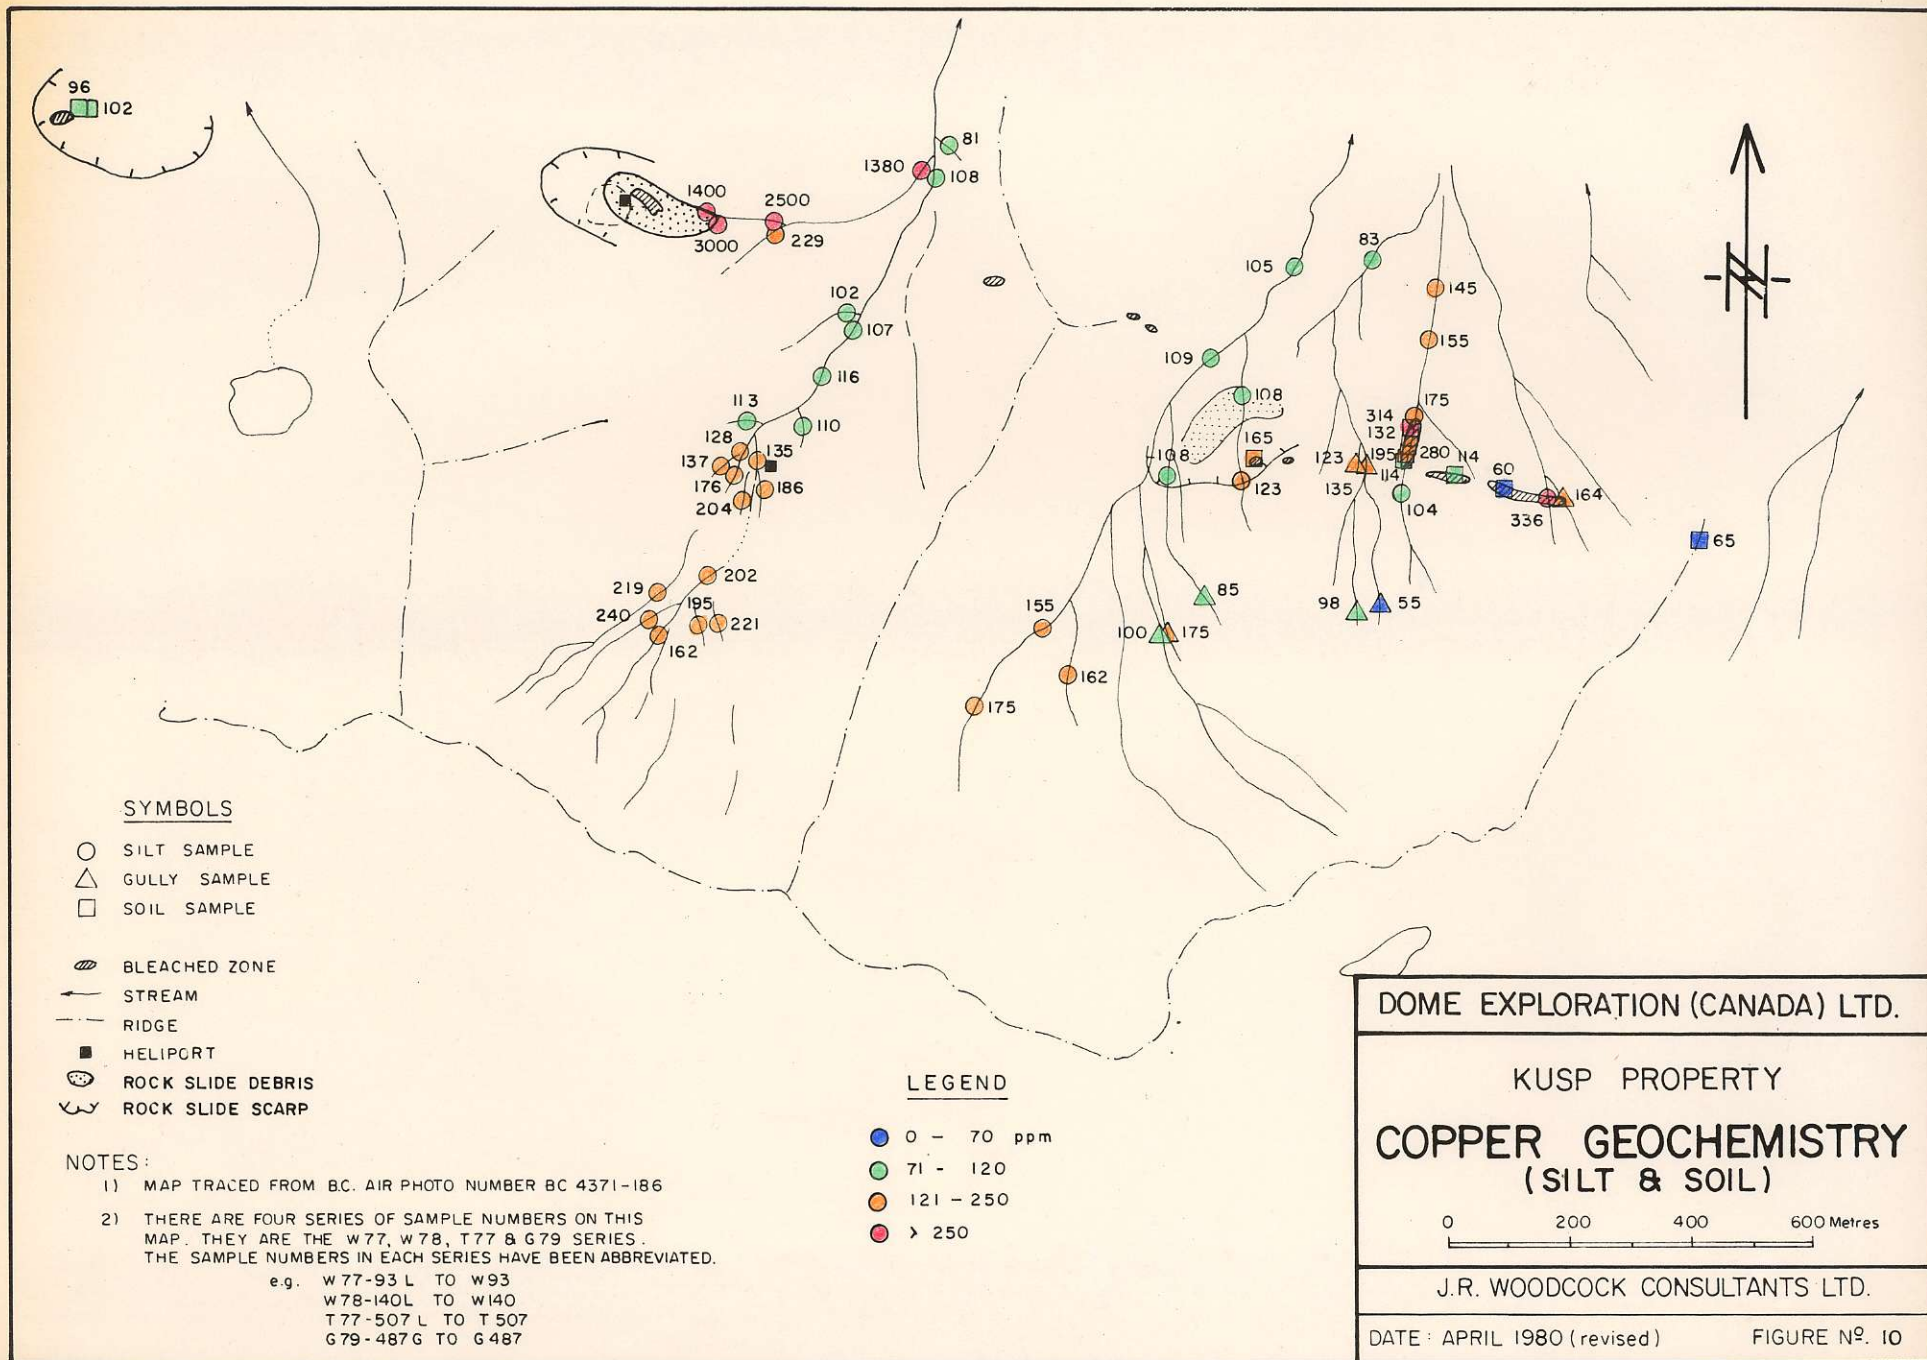 96
102
81
1380
108
1400
2500
3000
229
83
105
145
102
107
155
109
116
108
175
113
110
314
132
128
135
165
137
108
123
195
280
114
60
176
186
123
135
114
164
204
104
336
65
202
219
85
195
98
55
240
221
155
100
175
162
162
175
SYMBOLS
SILT SAMPLE
GULLY SAMPLE
SOIL SAMPLE
BLEACHED ZONE
STREAM
RIDGE
HELIPORT
ROCK SLIDE DEBRIS
ROCK SLIDE SCARP
NOTES:
1) MAP TRACED FROM B.C. AIR PHOTO NUMBER BC 4371-186
2) THERE ARE FOUR SERIES OF SAMPLE NUMBERS ON THIS
MAP. THEY ARE THE W77, W78, T77 & G79 SERIES.
THE SAMPLE NUMBERS IN EACH SERIES HAVE BEEN ABBREVIATED.
e.g. W77-93 L TO W93
W78-140L TO W140
T77-507 L TO T507
G79-487G TO G487
LEGEND
0 - 70 ppm
71 - 120
121 - 250
> 250
DOME EXPLORATION (CANADA) LTD.
KUSP PROPERTY
COPPER GEOCHEMISTRY
(SILT & SOIL)
0 200 400 600 Metres
J.R. WOODCOCK CONSULTANTS LTD.
DATE: APRIL 1980 (revised) FIGURE Nº. 10